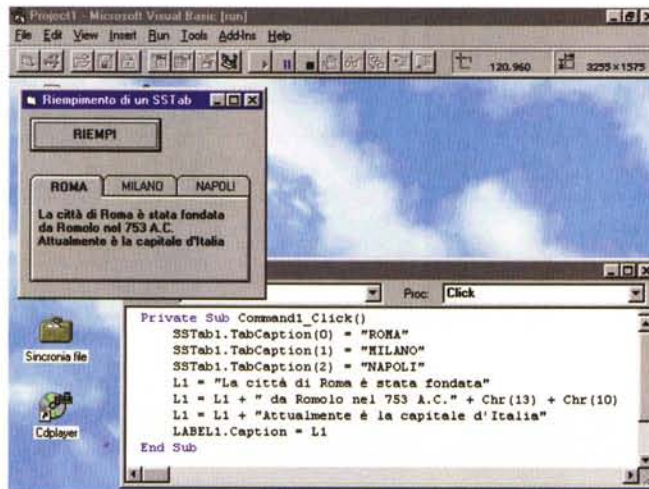 Project1 - Microsoft Visual Basic [run]
File Edit View Insert Run Tools Add-Ins Help
120,960 3255 x 1575
Riempimento di un SSTab
RIEMPI
ROMA MILANO NAPOLI
La città di Roma è stata fondata
da Romolo nel 753 A.C.
Attualmente è la capitale d'Italia
Proc: Click
Private Sub Command1_Click()
SSTab1.TabCaption(0) = "ROMA"
SSTab1.TabCaption(1) = "MILANO"
SSTab1.TabCaption(2) = "NAPOLI"
L1 = "La città di Roma è stata fondata"
L1 = L1 + " da Romolo nel 753 A.C." + Chr(13) + Chr(10)
L1 = L1 + "Attualmente è la capitale d'Italia"
LABEL1.Caption = L1
End Sub
Sincronia file
Cdplayer